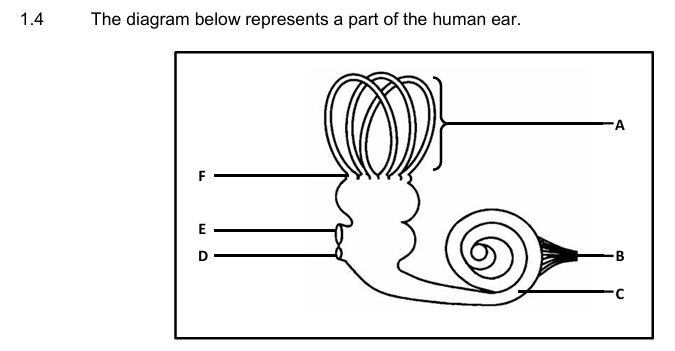 1.4 The diagram below represents a part of the human ear.
A
F
E
D
B
C